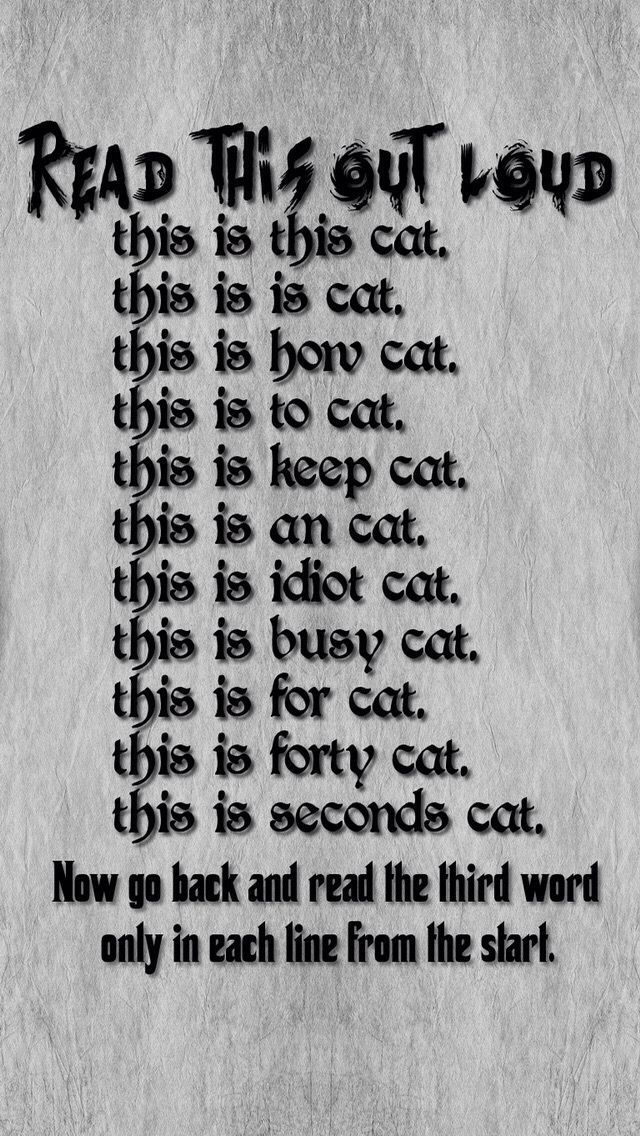 Read this out loud
this is this cat.
this is is cat.
this is how cat.
this is to cat.
this is keep cat.
this is an cat.
this is idiot cat.
this is busy cat.
this is for cat.
this is forty cat.
this is seconds cat.
Now go back and read the third word
only in each line from the start.